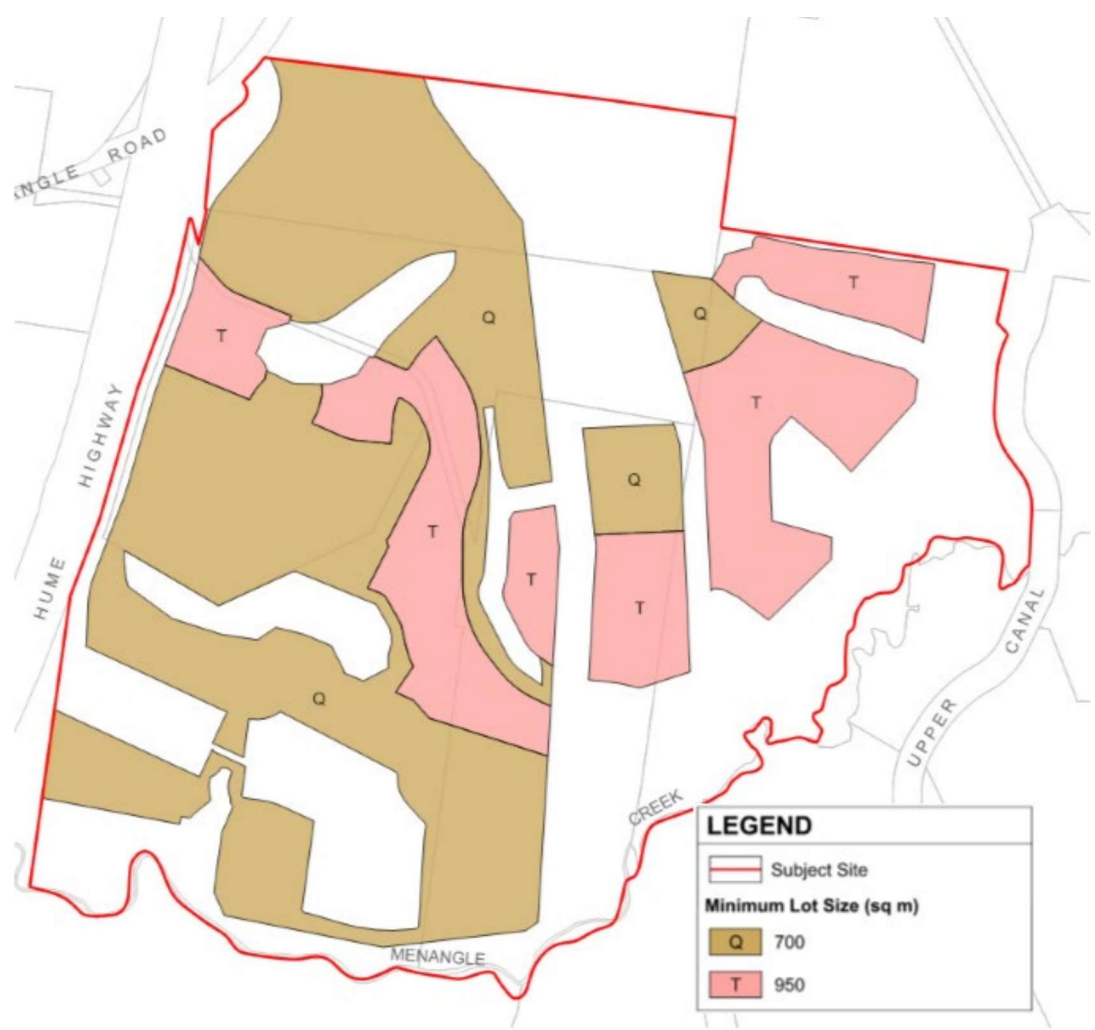 ANGLE ROAD
Q
T
Q
T
T
HIGHWAY
Q
T
T
T
HUME
CANAL
Q
UPPER
CREEK
MENANGLE
LEGEND
Subject Site
Minimum Lot Size (sq m)
Q 700
T 950